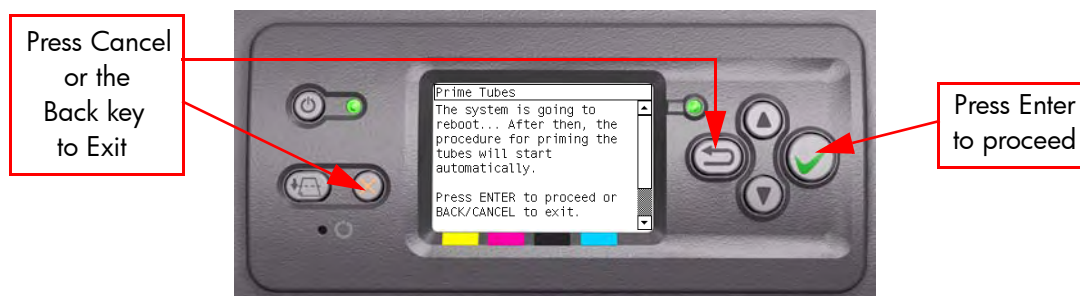 Press Cancel
or the
Back key
to Exit
Prime Tubes
The system is going to
reboot... After then, the
procedure for priming the
tubes will start
automatically.
Press ENTER to proceed or
BACK/CANCEL to exit.
Press Enter
to proceed